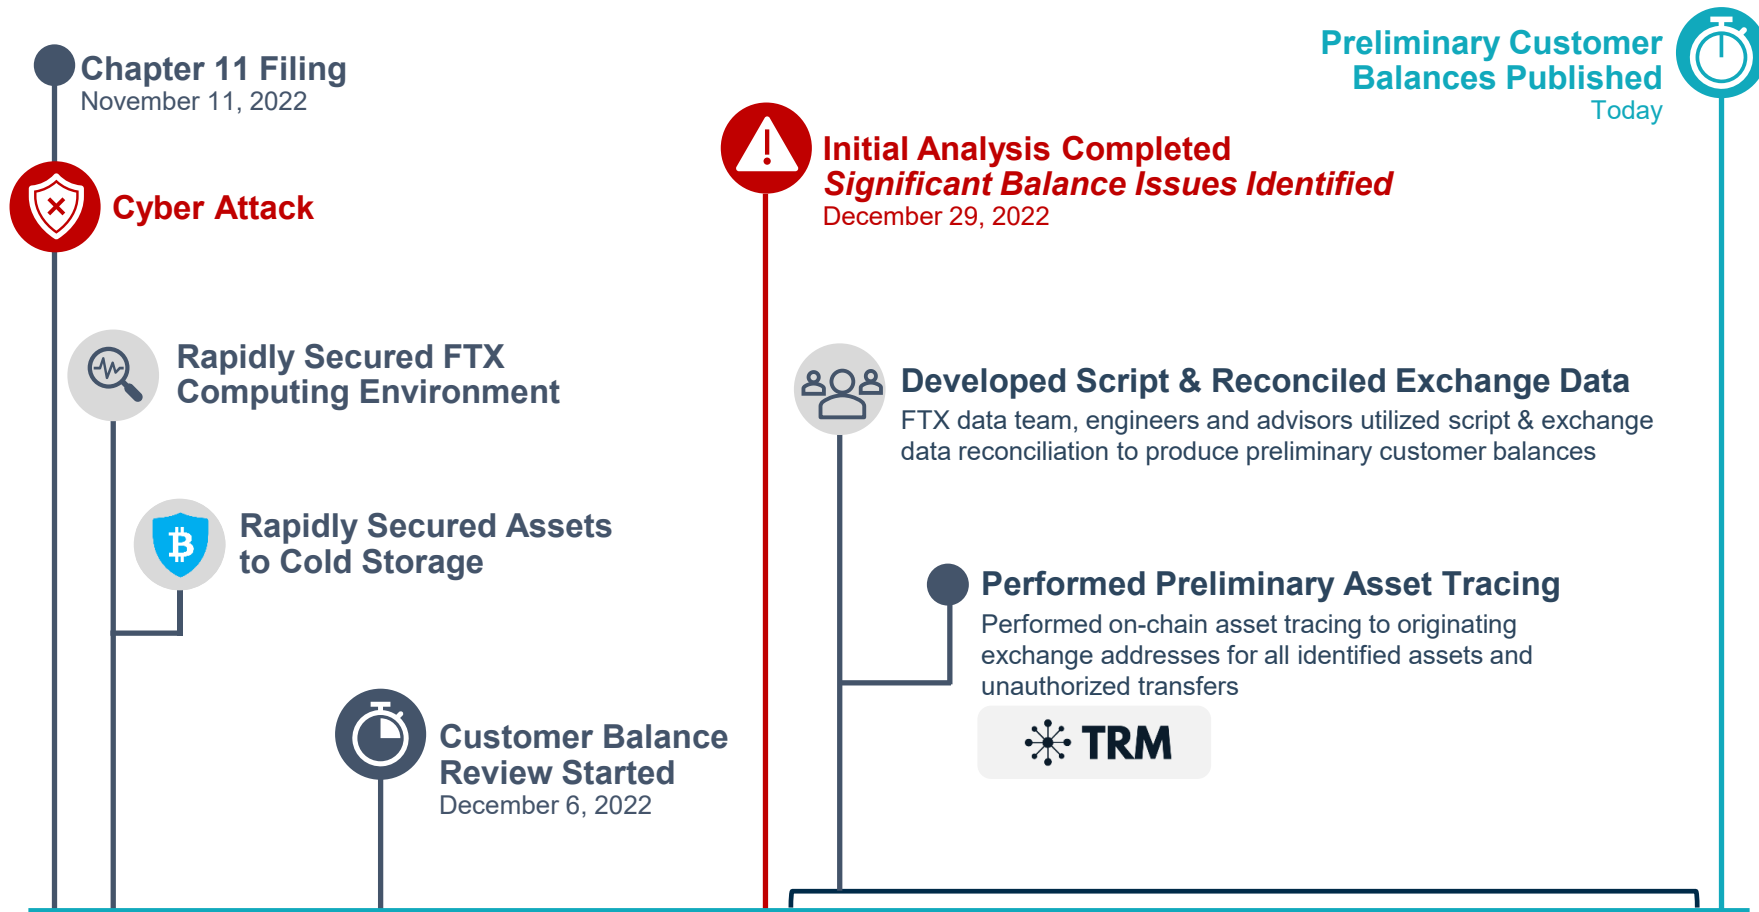 Chapter 11 Filing
November 11, 2022
Cyber Attack
Rapidly Secured FTX
Computing Environment
Rapidly Secured Assets
to Cold Storage
Customer Balance
Review Started
December 6, 2022
Initial Analysis Completed
Significant Balance Issues Identified
December 29, 2022
Developed Script & Reconciled Exchange Data
FTX data team, engineers and advisors utilized script & exchange
data reconciliation to produce preliminary customer balances
Performed Preliminary Asset Tracing
Performed on-chain asset tracing to originating
exchange addresses for all identified assets and
unauthorized transfers
TRM
Preliminary Customer
Balances Published
Today